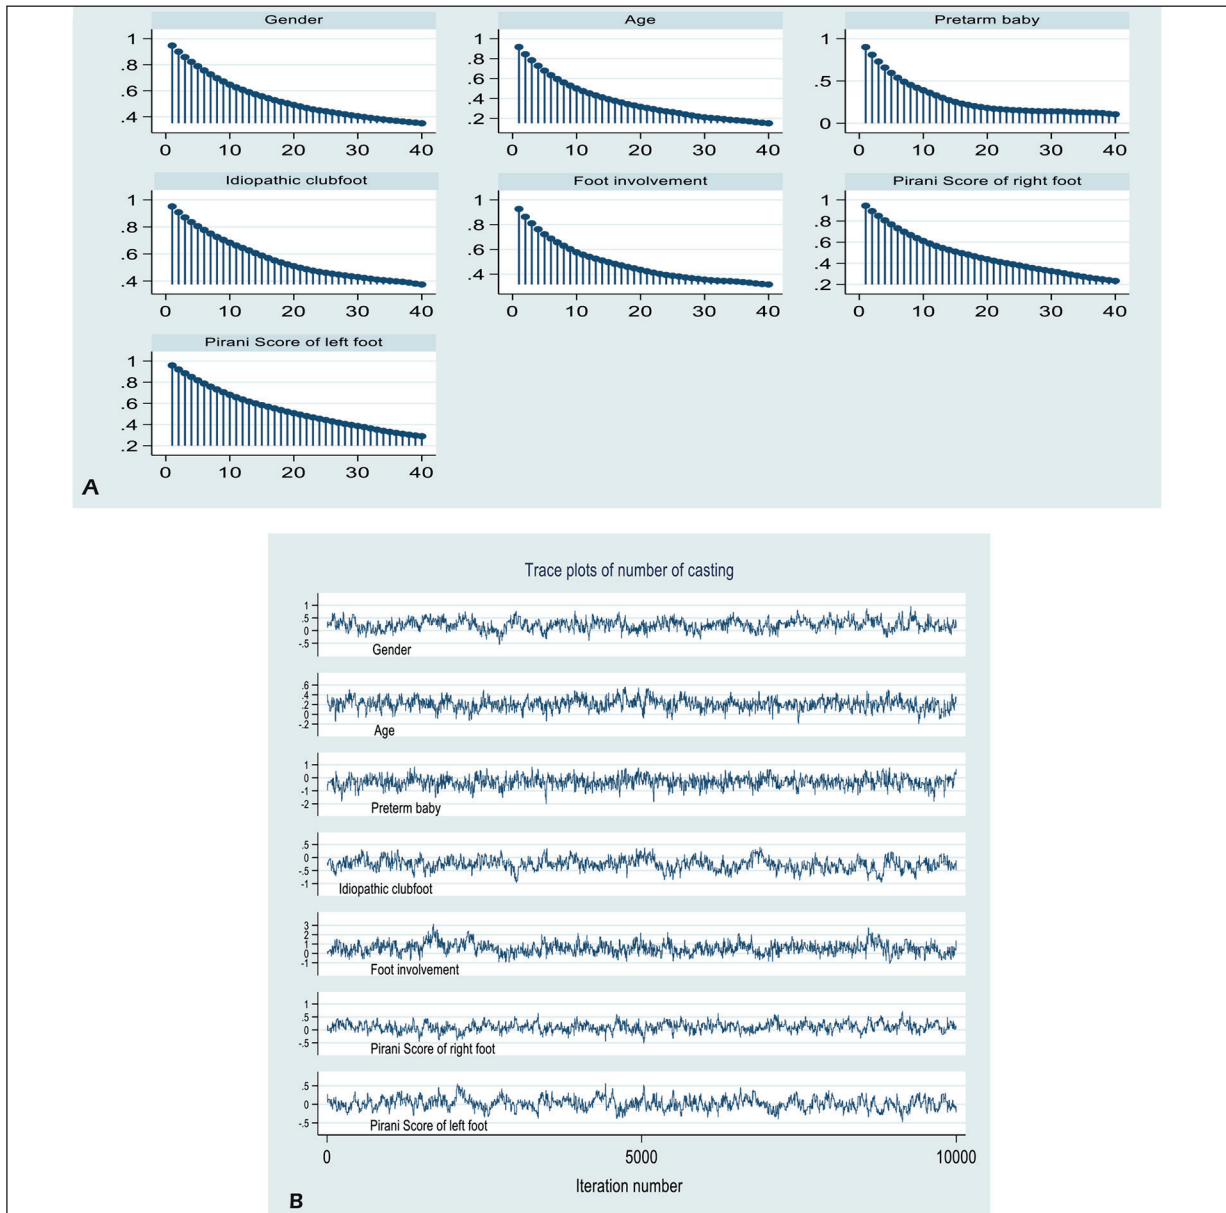 Gender Age Pretarm baby
1 1 1
.8 .8
.6 .6 .5
.4 .4
.2 0
0 10 20 30 40 0 10 20 30 40 0 10 20 30 40
Idiopathic clubfoot Foot involvement Pirani Score of right foot
1 1 1
.8 .8 .8
.6 .6 .6
.4 .4 .4
.2
0 10 20 30 40 0 10 20 30 40 0 10 20 30 40
Pirani Score of left foot
1
.8
.6
.4
.2
0 10 20 30 40
A
Trace plots of number of casting
1
.5
0
-.5
Gender
.6
.4
.2
0
-.2
Age
1
0
-1
-2
Preterm baby
.5
0
-.5
-1
Idiopathic clubfoot
3
2
1
0
-1
Foot involvement
1
.5
0
-.5
Pirani Score of right foot
.5
0
-.5
Pirani Score of left foot
0 5000 10000
Iteration number
B